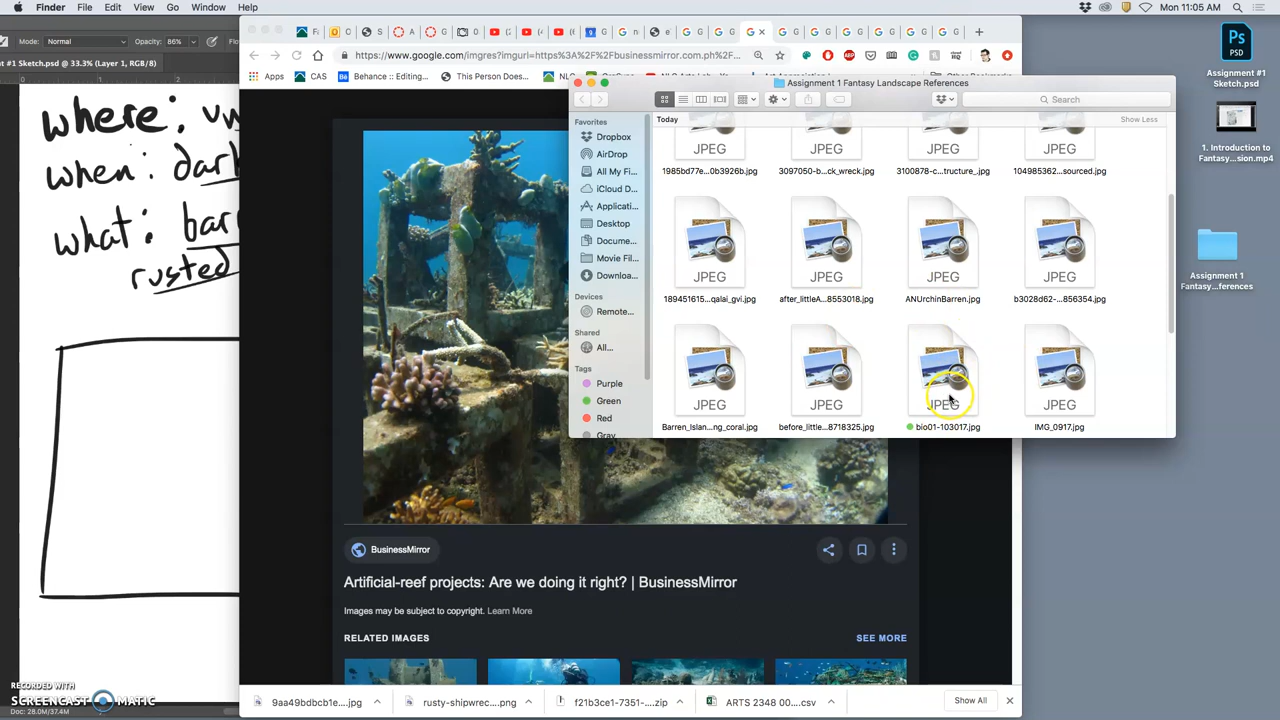 Finder File Edit View Go Window Help
Mon 11:05 AM
Mode: Normal Opacity: 86%
t #1 Sketch.psd @ 33.3% (Layer 1, RGB/8)
https://www.google.com/imgres?imgurl=https%3A%2F%2Fbusinessmirror.com.ph%...
Apps CAS Behance :: Editing... This Person Does...
Assignment 1 Fantasy Landscape References
Search
Favorites
Dropbox
AirDrop
All My Fi...
iCloud D...
Applicati...
Desktop
Docume...
Movie Fil...
Downloa...
Devices
Remote...
Shared
All...
Tags
Purple
Green
Red
Gray
Today Show Less
JPEG JPEG JPEG JPEG
1985bd77e...0b3926b.jpg 3097050-b...ck_wreck.jpg 3100878-c...tructure_.jpg 104985362...sourced.jpg
JPEG JPEG JPEG JPEG
189451615...qalai_gvi.jpg after_littleA...8553018.jpg ANUrchinBarren.jpg b3028d62-...856354.jpg
JPEG JPEG JPEG JPEG
Barren_Islan...ng_coral.jpg before_little...8718325.jpg bio01-103017.jpg IMG_0917.jpg
where:
when: dark
what: bar
rusted
BusinessMirror
Artificial-reef projects: Are we doing it right? | BusinessMirror
Images may be subject to copyright. Learn More
RELATED IMAGES SEE MORE
9aa49bdbcb1e....jpg rusty-shipwrec....png f21b3ce1-7351-....zip ARTS 2348 00....csv Show All
RECORDED WITH
SCREENCAST MATIC
Doc: 28.0M/37.4M
Ps
PSD
Assignment #1
Sketch.psd
1. Introduction to
Fantasy...sion.mp4
Assignment 1
Fantasy...ferences